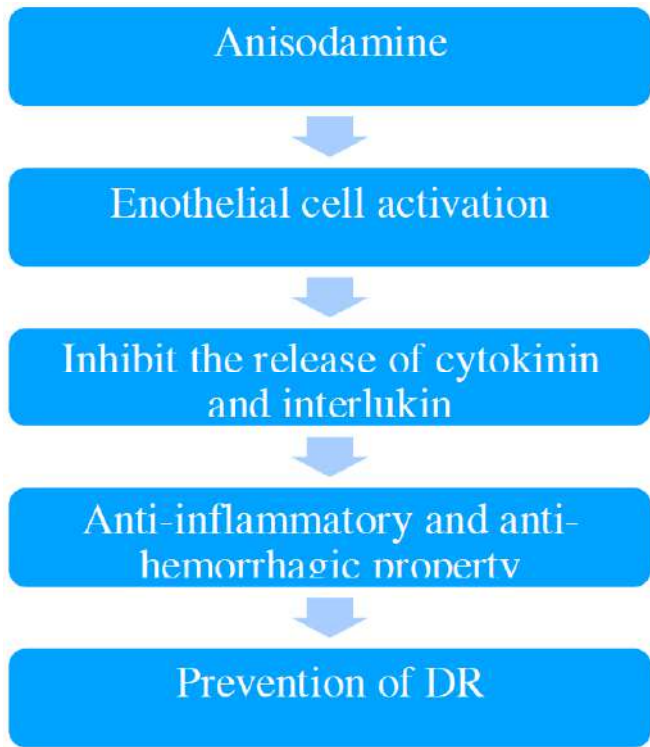 Anisodamine
Enothelial cell activation
Inhibit the release of cytokinin
and interlukin
Anti-inflammatory and anti-
hemorrhagic property
Prevention of DR